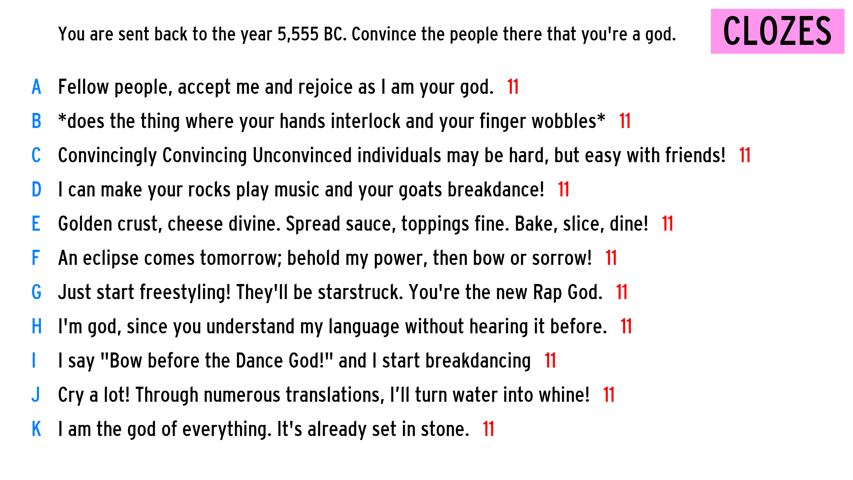 You are sent back to the year 5,555 BC. Convince the people there that you're a god.
CLOZES
A Fellow people, accept me and rejoice as I am your god. 11
B *does the thing where your hands interlock and your finger wobbles* 11
C Convincingly Convincing Unconvinced individuals may be hard, but easy with friends! 11
D I can make your rocks play music and your goats breakdance! 11
E Golden crust, cheese divine. Spread sauce, toppings fine. Bake, slice, dine! 11
F An eclipse comes tomorrow; behold my power, then bow or sorrow! 11
G Just start freestyling! They'll be starstruck. You're the new Rap God. 11
H I'm god, since you understand my language without hearing it before. 11
I I say "Bow before the Dance God!" and I start breakdancing 11
J Cry a lot! Through numerous translations, I’ll turn water into whine! 11
K I am the god of everything. It's already set in stone. 11